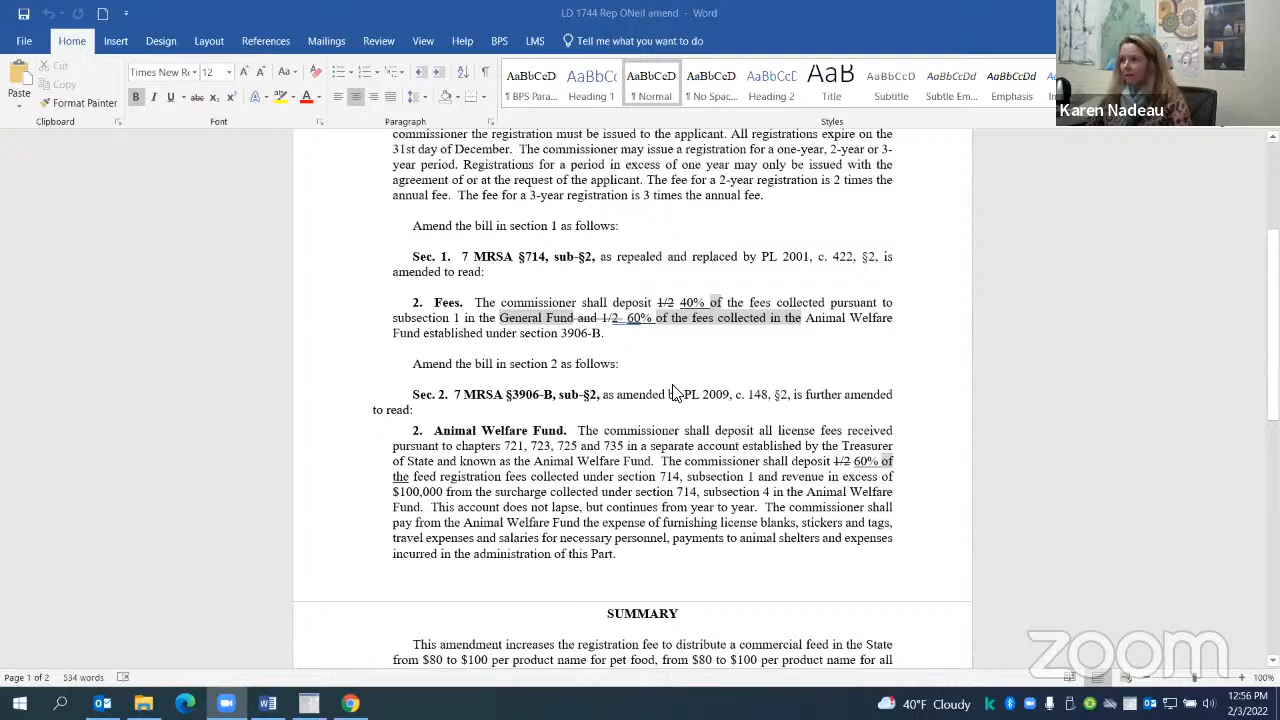 LD 1744 Rep ONeil amend - Word
File Home Insert Design Layout References Mailings Review View Help BPS LMS Tell me what you want to do
Cut
Copy
Paste
Format Painter
Clipboard
Times New R 12
Font
Paragraph
AaBbCcD AaBbC AaBbCcD AaBbCcD AaBbCcD AaB AaBbCcD AaBbCcDd AaBbCcDd
¶ BPS Para... Heading 1 ¶ Normal ¶ No Spac... Heading 2 Title Subtitle Subtle Em... Emphasis
Styles
Karen Nadeau
commissioner the registration must be issued to the applicant. All registrations expire on the
31st day of December. The commissioner may issue a registration for a one-year, 2-year or 3-
year period. Registrations for a period in excess of one year may only be issued with the
agreement of or at the request of the applicant. The fee for a 2-year registration is 2 times the
annual fee. The fee for a 3-year registration is 3 times the annual fee.
Amend the bill in section 1 as follows:
Sec. 1. 7 MRSA §714, sub-§2, as repealed and replaced by PL 2001, c. 422, §2, is
amended to read:
2. Fees. The commissioner shall deposit 1/2 40% of the fees collected pursuant to
subsection 1 in the General Fund and 1/2 60% of the fees collected in the Animal Welfare
Fund established under section 3906-B.
Amend the bill in section 2 as follows:
Sec. 2. 7 MRSA §3906-B, sub-§2, as amended by PL 2009, c. 148, §2, is further amended
to read:
2. Animal Welfare Fund. The commissioner shall deposit all license fees received
pursuant to chapters 721, 723, 725 and 735 in a separate account established by the Treasurer
of State and known as the Animal Welfare Fund. The commissioner shall deposit 1/2 60% of
the feed registration fees collected under section 714, subsection 1 and revenue in excess of
$100,000 from the surcharge collected under section 714, subsection 4 in the Animal Welfare
Fund. This account does not lapse, but continues from year to year. The commissioner shall
pay from the Animal Welfare Fund the expense of furnishing license blanks, stickers and tags,
travel expenses and salaries for necessary personnel, payments to animal shelters and expenses
incurred in the administration of this Part.
SUMMARY
This amendment increases the registration fee to distribute a commercial feed in the State
from $80 to $100 per product name for pet food, from $80 to $100 per product name for all
zoom
Page 1 of 2 534 words
100%
40°F Cloudy
12:56 PM
2/3/2022